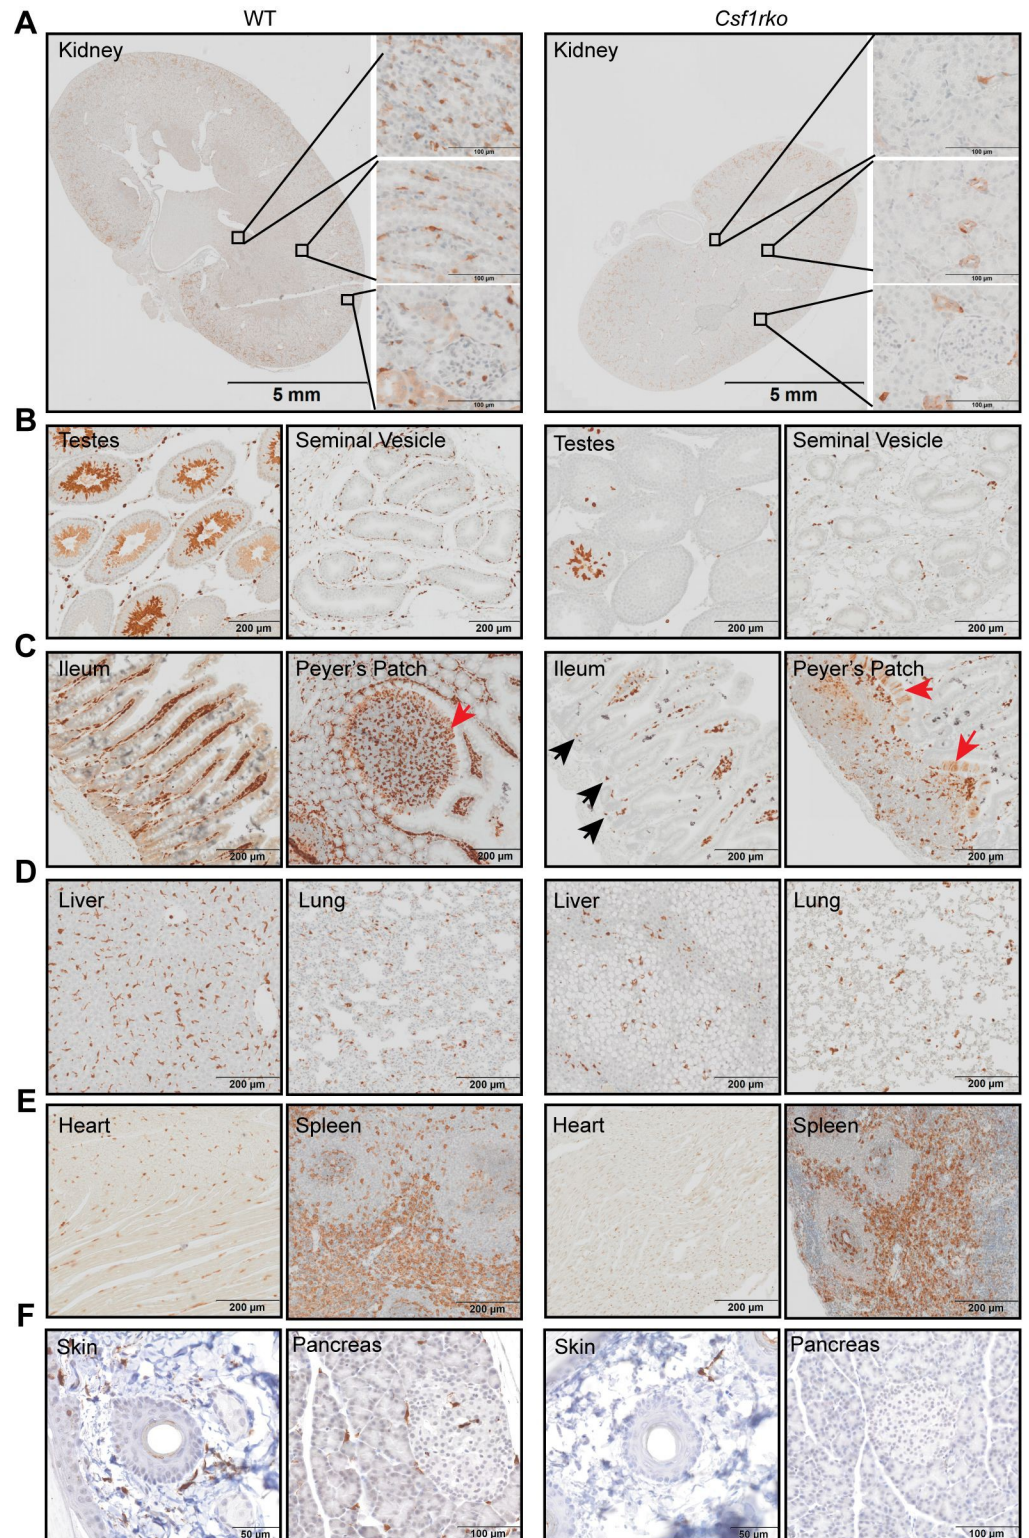 WT
Csf1rko
A
Kidney
100 µm
100 µm
100 µm
5 mm
Kidney
100 µm
100 µm
100 µm
5 mm
B
Testes
200 µm
Seminal Vesicle
200 µm
Testes
200 µm
Seminal Vesicle
200 µm
C
Ileum
200 µm
Peyer's Patch
200 µm
Ileum
200 µm
Peyer's Patch
200 µm
D
Liver
200 µm
Lung
200 µm
Liver
200 µm
Lung
200 µm
E
Heart
200 µm
Spleen
200 µm
Heart
200 µm
Spleen
200 µm
F
Skin
50 µm
Pancreas
100 µm
Skin
50 µm
Pancreas
100 µm